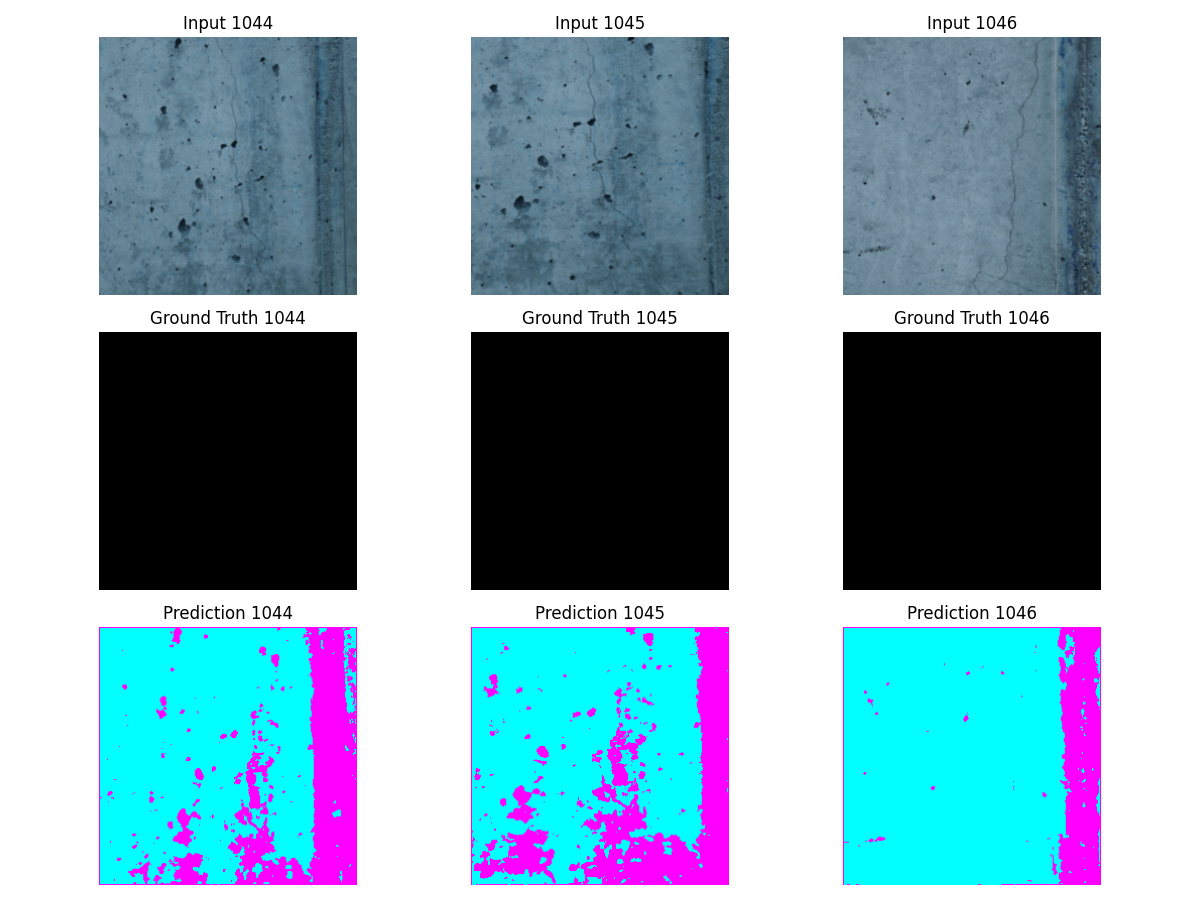 Input 1044
Input 1045
Input 1046
Ground Truth 1044
Ground Truth 1045
Ground Truth 1046
Prediction 1044
Prediction 1045
Prediction 1046